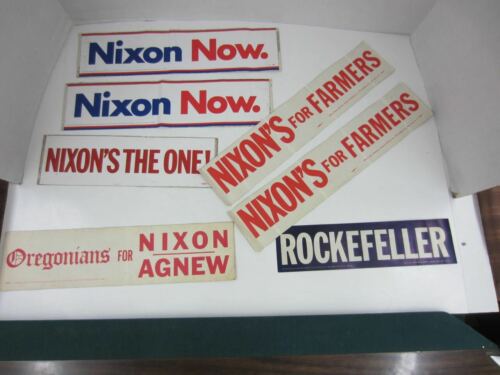 Nixon Now.
Nixon Now.
NIXON'S THE ONE!
NIXON'S FOR FARMERS
NIXON'S FOR FARMERS
Oregonians FOR NIXON
AGNEW
ROCKEFELLER